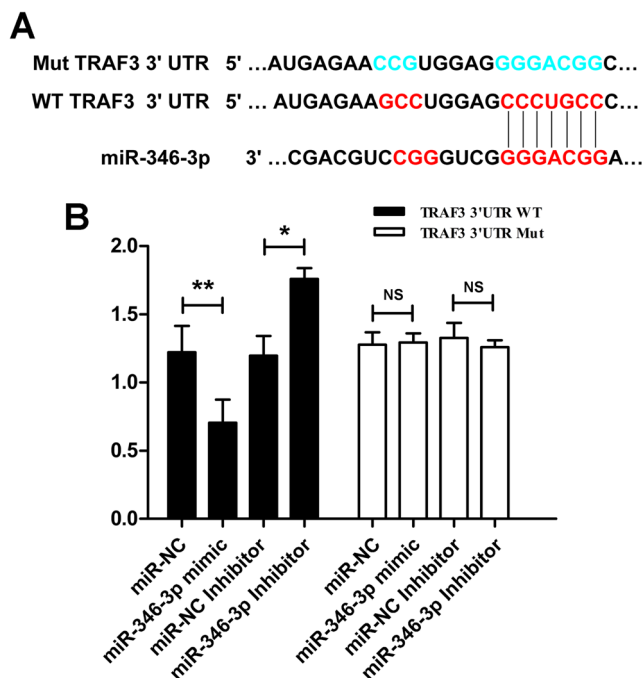 A
Mut TRAF3 3' UTR 5' ...AUGAGAACCGUGGAGGGGACGGC...
WT TRAF3 3' UTR 5' ... AUGAGAAGCCUGGAGCCCUGCCC...
miR-346-3p 3' ...CGACGUCCGGGUCGGGGACGGA...
B
TRAF3 3'UTR WT
TRAF3 3'UTR Mut
2.0
1.5
1.0
0.5
0.0
**
*
NS
NS
miR-NC
miR-346-3p mimic
miR-NC Inhibitor
miR-346-3p Inhibitor
miR-NC
miR-346-3p mimic
miR-NC Inhibitor
miR-346-3p Inhibitor